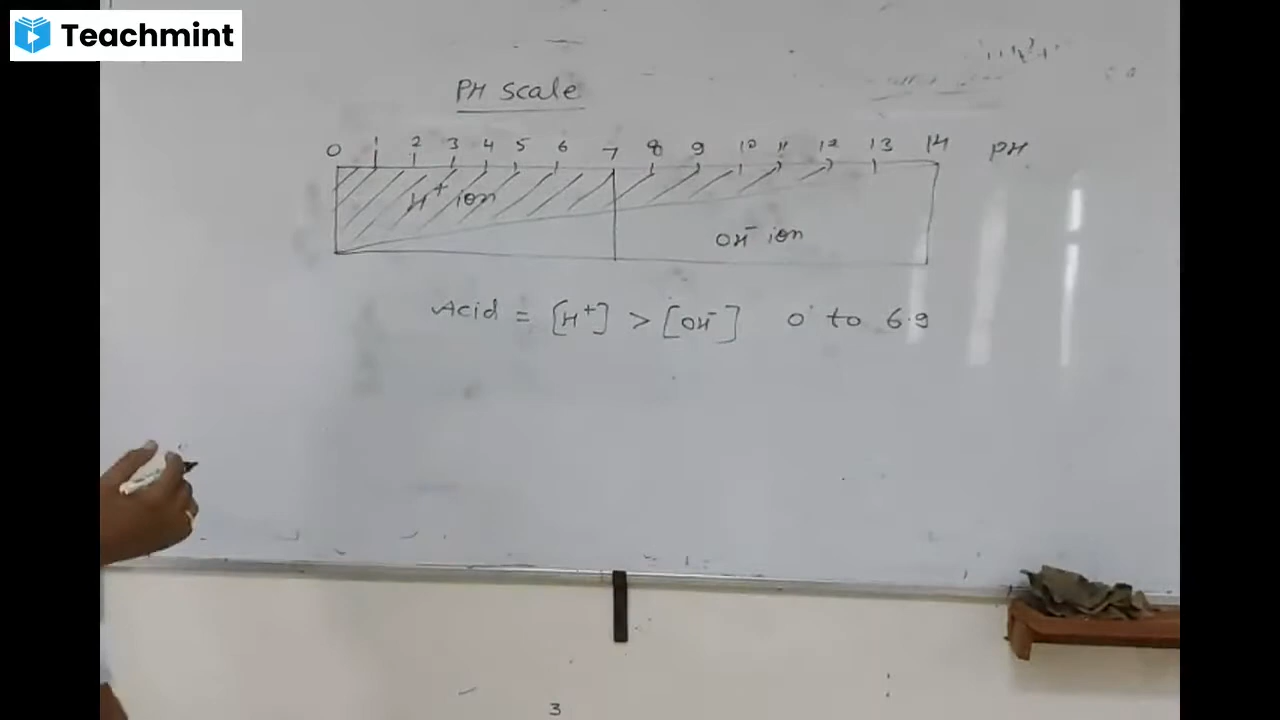 Teachmint
PH Scale
0 1 2 3 4 5 6 7 8 9 10 11 12 13 14 PH
H⁺ ion
OH⁻ ion
Acid = [H⁺] > [OH⁻] 0 to 6.9
3